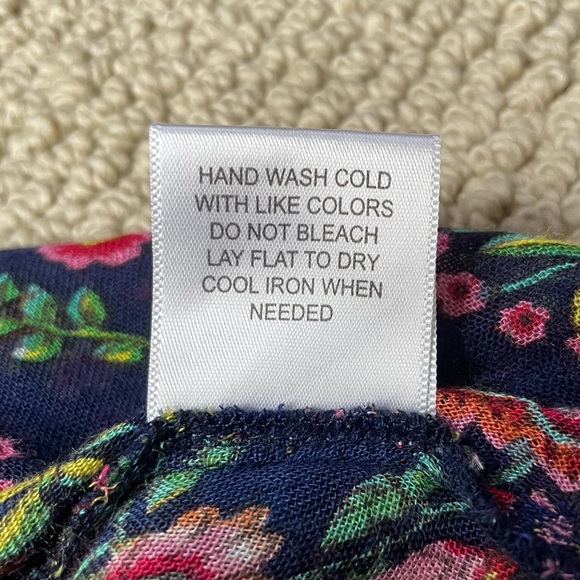 HAND WASH COLD
WITH LIKE COLORS
DO NOT BLEACH
LAY FLAT TO DRY
COOL IRON WHEN
NEEDED